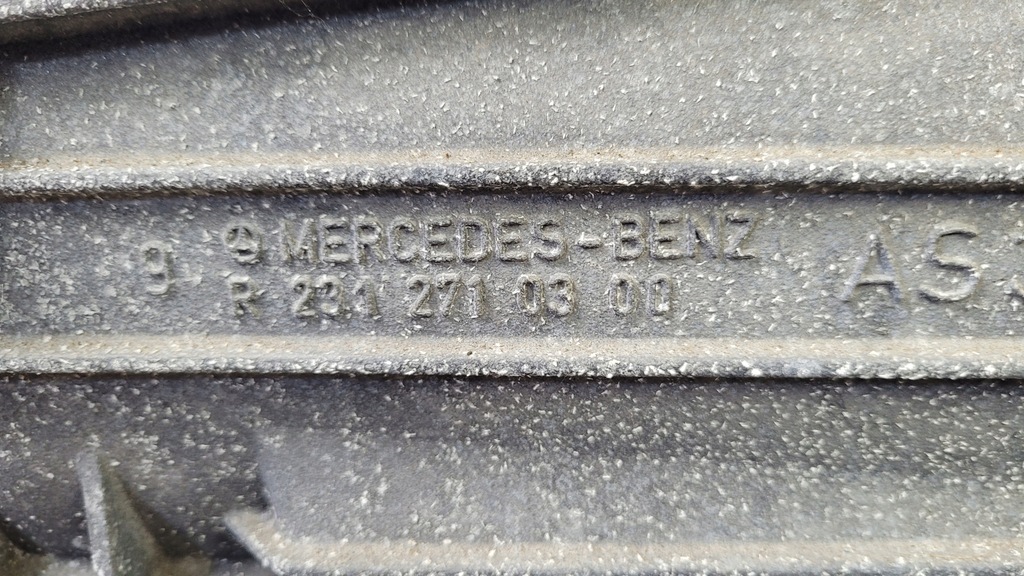 9
MERCEDES-BENZ
R 231 271 03 00
AS